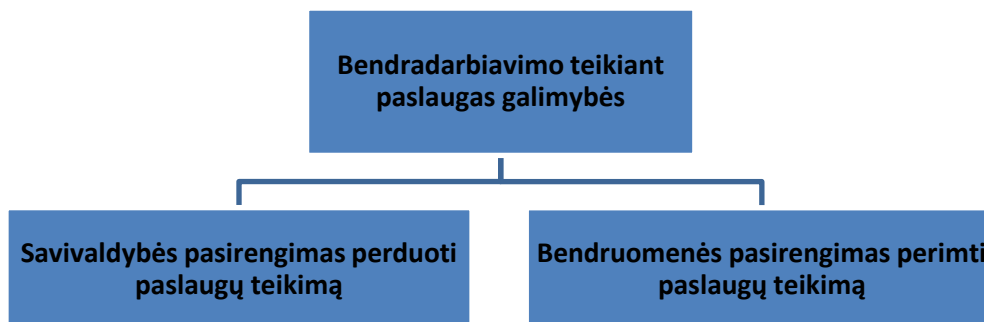 Bendradarbiavimo teikiant
paslaugas galimybės
Savivaldybės pasirengimas perduoti
paslaugų teikimą
Bendruomenės pasirengimas perimti
paslaugų teikimą